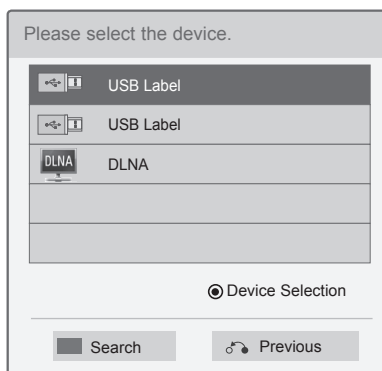 Please select the device.
USB Label
USB Label
DLNA DLNA
Device Selection
Search Previous